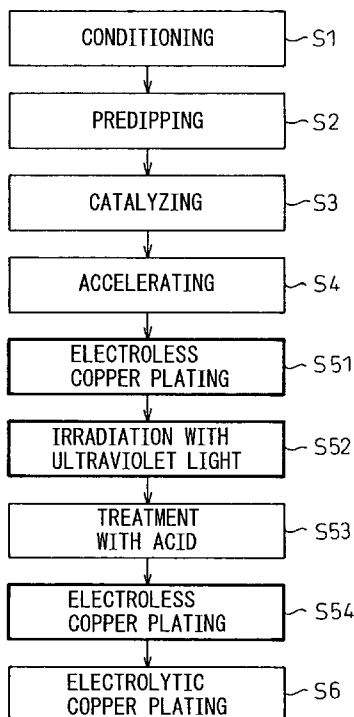 CONDITIONING S1
PREDIPPING S2
CATALYZING S3
ACCELERATING S4
ELECTROLESS
COPPER PLATING S51
IRRADIATION WITH
ULTRAVIOLET LIGHT S52
TREATMENT
WITH ACID S53
ELECTROLESS
COPPER PLATING S54
ELECTROLYTIC
COPPER PLATING S6